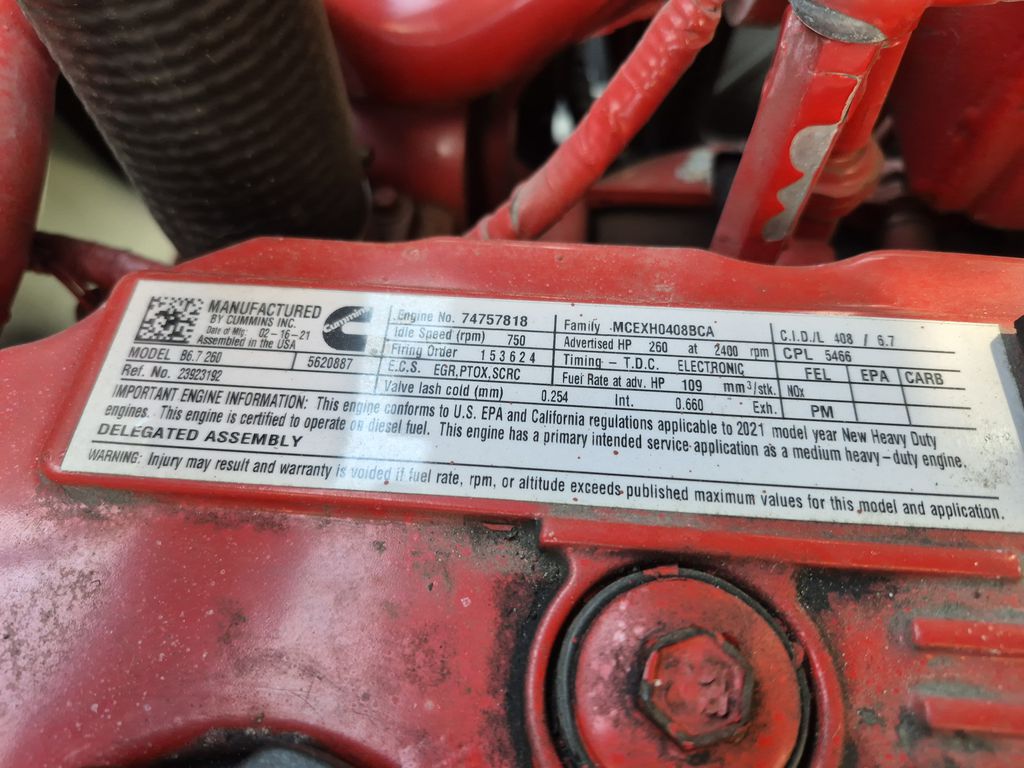 MANUFACTURED
BY CUMMINS INC.
Date of Mfg. 02-16-21
Assembled in the USA
Cummins
MODEL B6.7 260
5620887
Ref. No. 23923192
Engine No. 74757818
Idle Speed (rpm) 750
Firing Order 153624
E.C.S. EGR,PTOX,SCRC
Family MCEXH0408BCA
Advertised HP 260 at 2400 rpm
Timing - T.D.C. ELECTRONIC
Fuel Rate at adv. HP 109 mm³/stk.
C.I.D./L 408 / 6.7
CPL 5466
FEL EPA CARB
NOx
PM
Valve lash cold (mm) 0.254 Int. 0.660 Exh.
IMPORTANT ENGINE INFORMATION: This engine conforms to U.S. EPA and California regulations applicable to 2021 model year New Heavy Duty
engines. This engine is certified to operate on diesel fuel. This engine has a primary intended service application as a medium heavy-duty engine.
DELEGATED ASSEMBLY
WARNING: Injury may result and warranty is voided if fuel rate, rpm, or altitude exceeds published maximum values for this model and application.